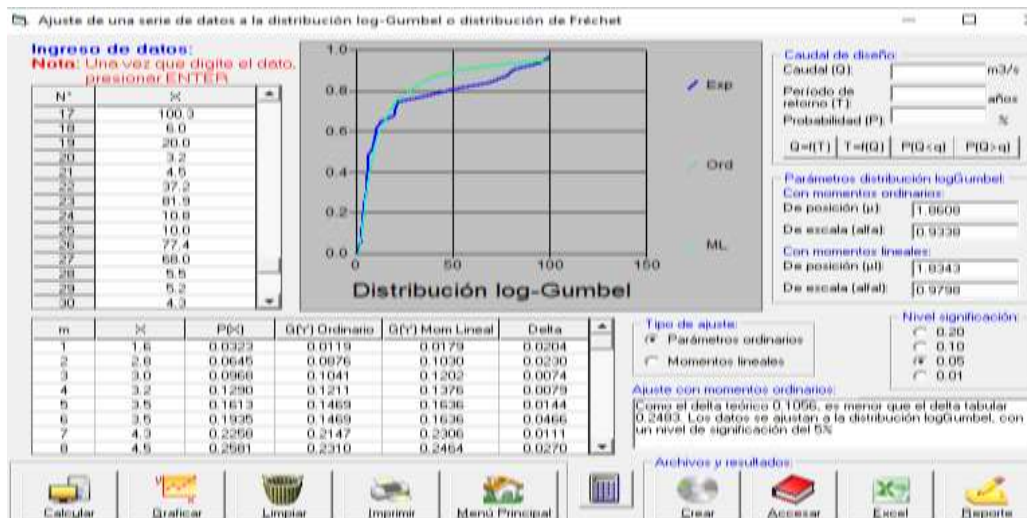 Ajuste de una serie de datos a la distribución log-Gumbel o distribución de Fréchet
Ingreso de datos:
Nota: Una vez que digite el dato, presionar ENTER
N° X
17 100.3
18 6.0
19 20.0
20 3.2
21 4.5
22 37.2
23 81.9
24 10.8
25 10.0
26 77.4
27 68.0
28 5.5
29 5.2
30 4.3
1.0
0.8
0.6
0.4
0.2
0.0
0 50 100 150
Exp
Ord
ML
Distribución log-Gumbel
Caudal de diseño:
Caudal (Q): m3/s
Período de retorno (T): años
Probabilidad (P): %
Q=f(T) T=f(Q) P(Q<q) P(Q>q)
Parámetros distribución logGumbel:
Con momentos ordinarios:
De posición (µ): 1.8608
De escala (alfa): 0.9338
Con momentos lineales:
De posición (µl): 1.8343
De escala (alfal): 0.9798
m X P(X) G(Y) Ordinario G(Y) Mom Lineal Delta
1 1.6 0.0323 0.0119 0.0179 0.0204
2 2.8 0.0645 0.0876 0.1030 0.0230
3 3.0 0.0968 0.1041 0.1202 0.0074
4 3.2 0.1290 0.1211 0.1376 0.0079
5 3.5 0.1613 0.1469 0.1636 0.0144
6 3.5 0.1935 0.1469 0.1636 0.0466
7 4.3 0.2258 0.2147 0.2306 0.0111
8 4.5 0.2581 0.2310 0.2464 0.0270
Tipo de ajuste:
Parámetros ordinarios
Momentos lineales
Nivel significación:
0.20
0.10
0.05
0.01
Ajuste con momentos ordinarios:
Como el delta teórico 0.1056, es menor que el delta tabular
0.2483. Los datos se ajustan a la distribución logGumbel, con
un nivel de significación del 5%
Archivos y resultados:
Calcular Graficar Limpiar Imprimir Menú Principal Crear Accesar Excel Reporte